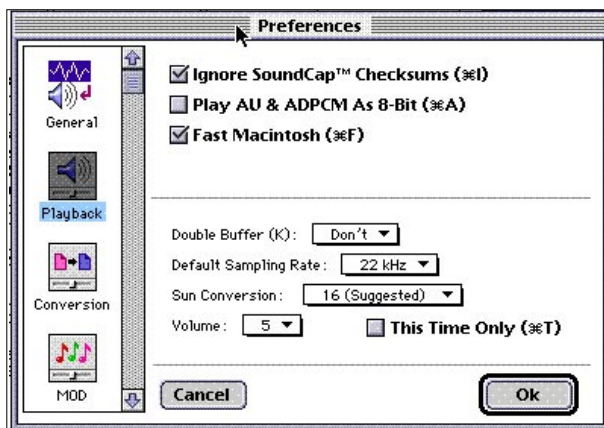 Preferences
General
Playback
Conversion
MOD
Ignore SoundCap™ Checksums (⌘I)
Play AU & ADPCM As 8-Bit (⌘A)
Fast Macintosh (⌘F)
Double Buffer (K): Don't
Default Sampling Rate: 22 kHz
Sun Conversion: 16 (Suggested)
Volume: 5
This Time Only (⌘T)
Cancel
Ok